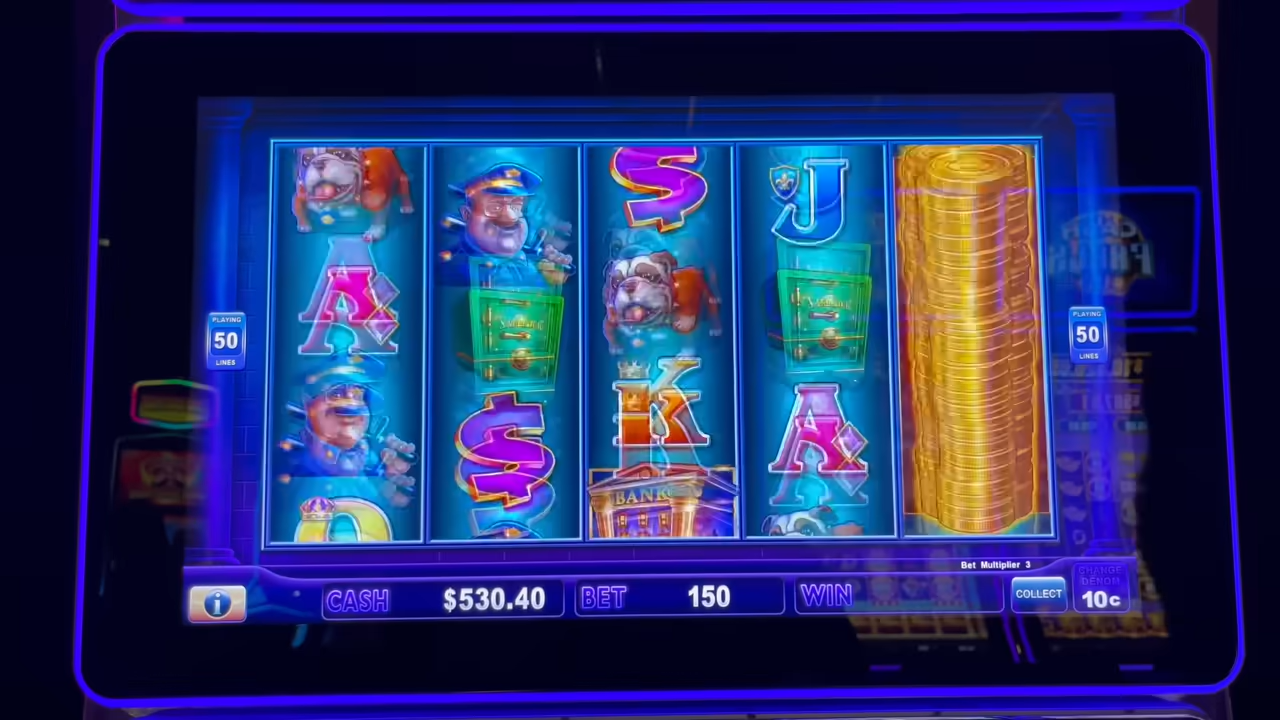 J
A
PLAYING
50
LINES
PLAYING
50
LINES
K
$
A
BANK
Bet Multiplier 3
CASH $530.40 BET 150 WIN COLLECT
CHANGE
DENOM
10¢